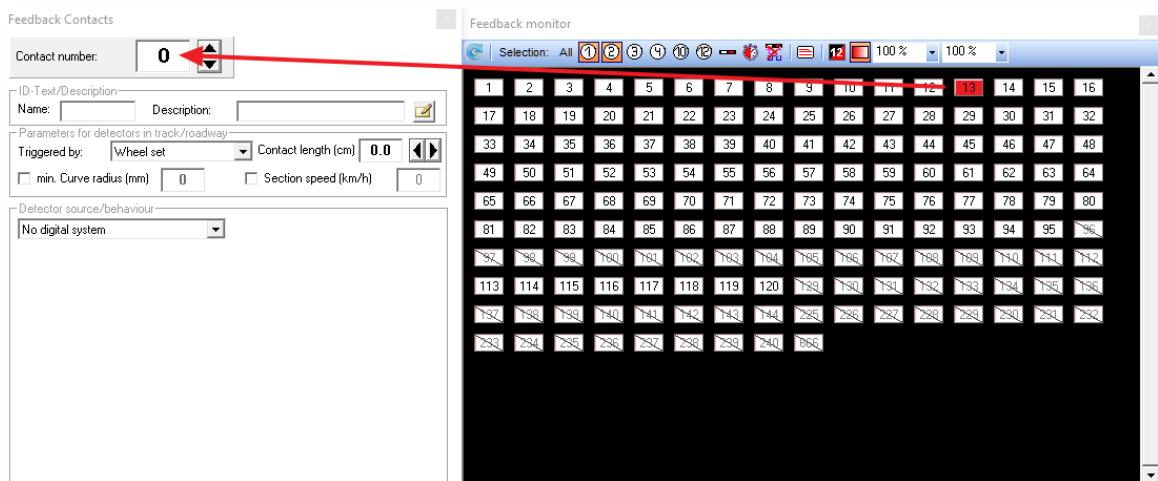 Feedback Contacts
Contact number: 0
ID-Text/Description
Name: Description:
Parameters for detectors in track/roadway
Triggered by: Wheel set Contact length (cm) 0.0
min. Curve radius (mm) 0 Section speed (km/h) 0
Detector source/behaviour
No digital system
Feedback monitor
Selection: All ① ② ③ ④ ⑩ ⑫ 12 100 % 100 %
1 2 3 4 5 6 7 8 9 10 11 12 13 14 15 16
17 18 19 20 21 22 23 24 25 26 27 28 29 30 31 32
33 34 35 36 37 38 39 40 41 42 43 44 45 46 47 48
49 50 51 52 53 54 55 56 57 58 59 60 61 62 63 64
65 66 67 68 69 70 71 72 73 74 75 76 77 78 79 80
81 82 83 84 85 86 87 88 89 90 91 92 93 94 95 96
97 98 99 100 101 102 103 104 105 106 107 108 109 110 111 112
113 114 115 116 117 118 119 120 129 130 131 132 133 134 135 136
137 138 139 140 141 142 143 144 225 226 227 228 229 230 231 232
233 234 235 236 237 238 239 240 666